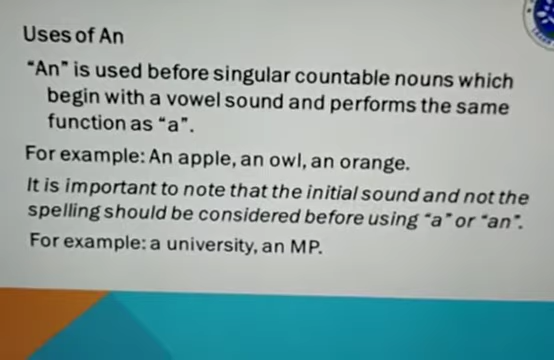 Uses of An
“An” is used before singular countable nouns which
begin with a vowel sound and performs the same
function as “a”.
For example: An apple, an owl, an orange.
It is important to note that the initial sound and not the
spelling should be considered before using “a” or “an”.
For example: a university, an MP.